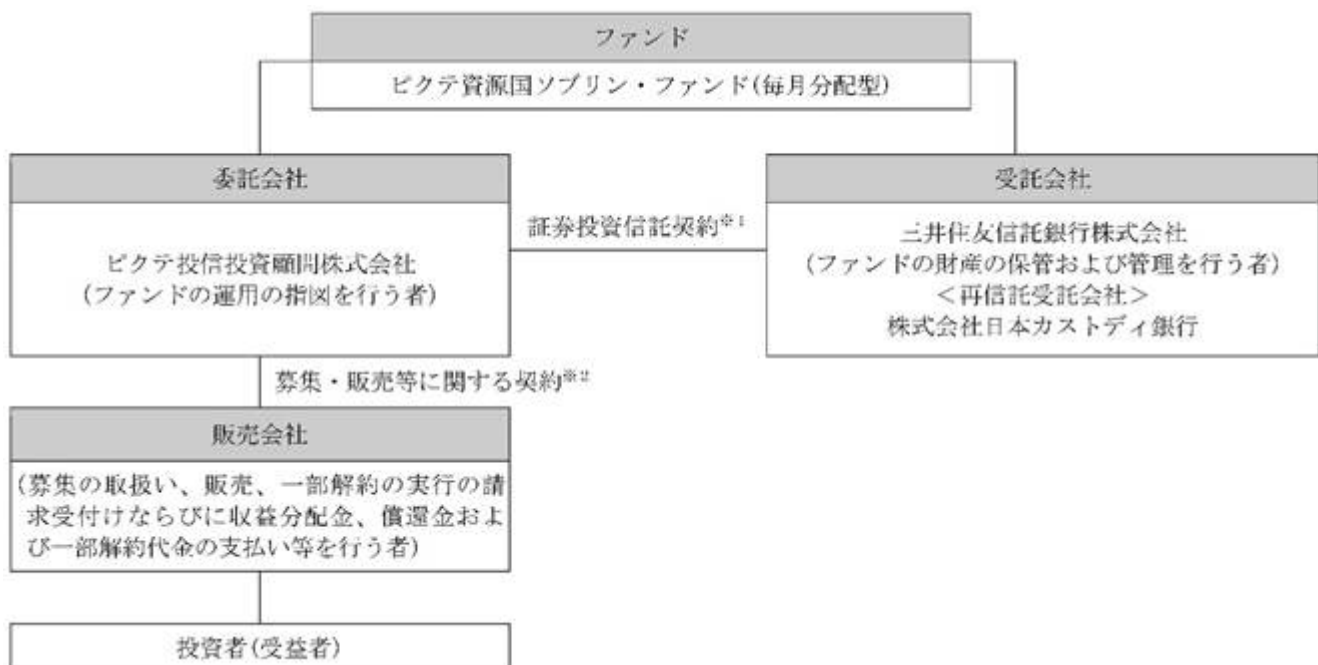 ファンド
ピクテ資源国ソブリン・ファンド(毎月分配型)
委託会社
ピクテ投信投資顧問株式会社
(ファンドの運用の指図を行う者)
証券投資信託契約※1
受託会社
三井住友信託銀行株式会社
(ファンドの財産の保管および管理を行う者)
<再信託受託会社>
株式会社日本カストディ銀行
募集・販売等に関する契約※2
販売会社
(募集の取扱い、販売、一部解約の実行の請
求受付けならびに収益分配金、償還金およ
び一部解約代金の支払い等を行う者)
投資者(受益者)